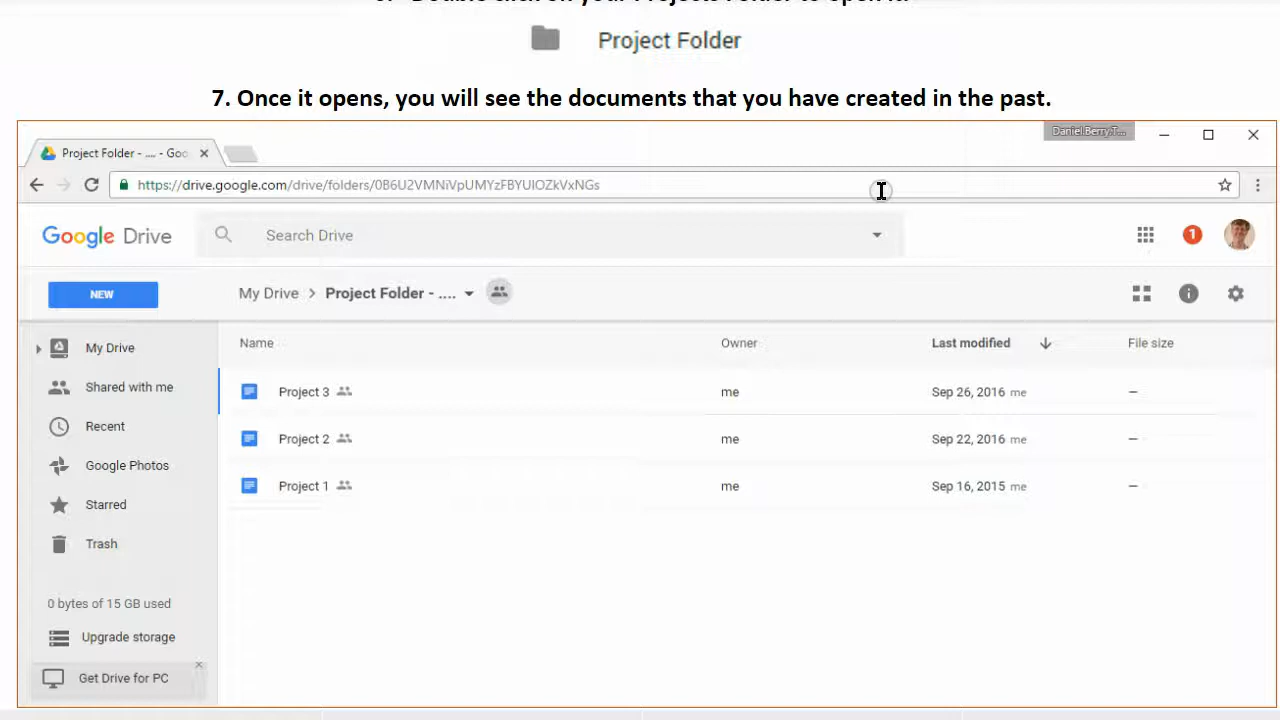 Project Folder
7. Once it opens, you will see the documents that you have created in the past.
Daniel.Berry.T...
Project Folder - .... - Goo
https://drive.google.com/drive/folders/0B6U2VMNiVpUMYzFBYUlOZkVxNGs
Google Drive
Search Drive
1
NEW
My Drive > Project Folder - ....
My Drive
Shared with me
Recent
Google Photos
Starred
Trash
0 bytes of 15 GB used
Upgrade storage
Get Drive for PC
Name Owner Last modified File size
Project 3 me Sep 26, 2016 me –
Project 2 me Sep 22, 2016 me –
Project 1 me Sep 16, 2015 me –